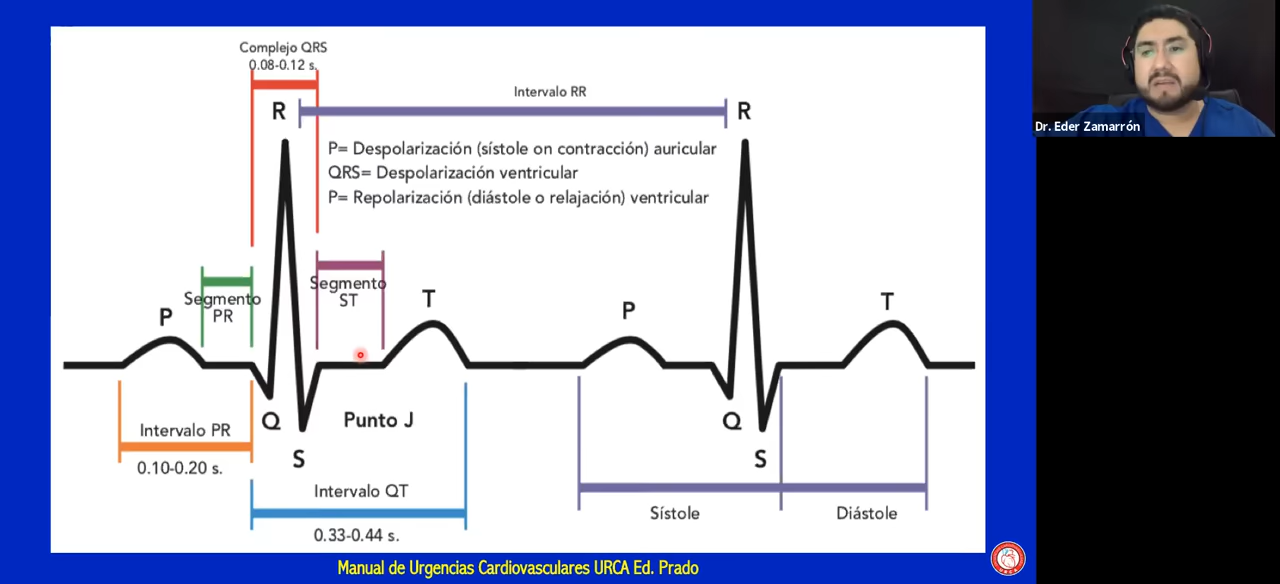 Complejo QRS
0.08-0.12 s.
Intervalo RR
R
R
P= Despolarización (sístole on contracción) auricular
QRS= Despolarización ventricular
P= Repolarización (diástole o relajación) ventricular
Segmento
PR
Segmento
ST
P
T
P
T
Q
Punto J
Q
Intervalo PR
S
S
0.10-0.20 s.
Intervalo QT
0.33-0.44 s.
Sístole
Diástole
Manual de Urgencias Cardiovasculares URCA Ed. Prado
Dr. Eder Zamarrón
URCA